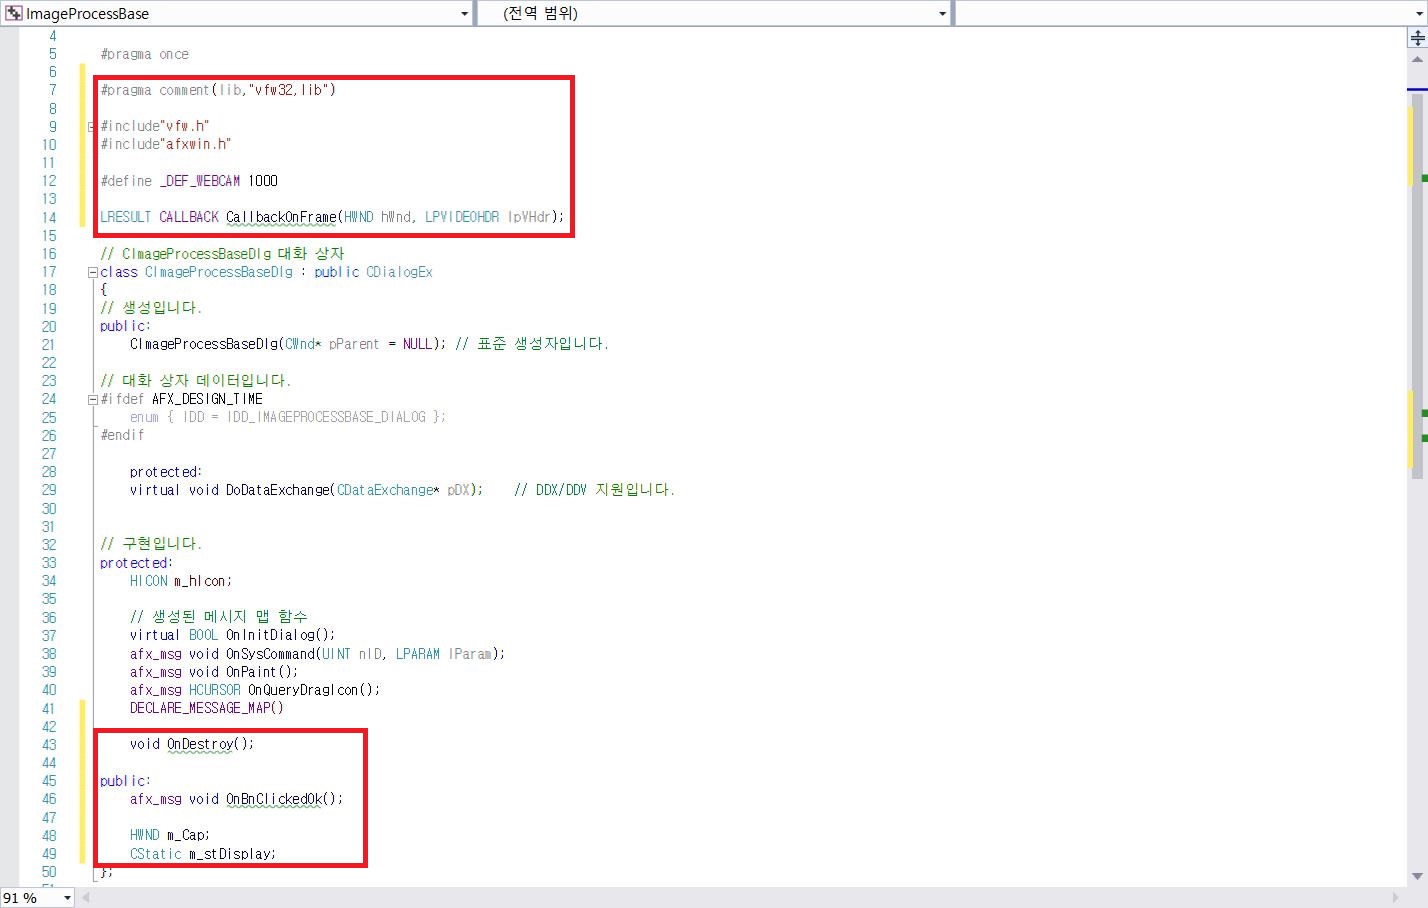 ImageProcessBase (전역 범위)
4
5 #pragma once
6
7 #pragma comment(lib,"vfw32,lib")
8
9 #include"vfw.h"
10 #include"afxwin.h"
11
12 #define _DEF_WEBCAM 1000
13
14 LRESULT CALLBACK CallbackOnFrame(HWND hWnd, LPVIDEOHDR lpVHdr);
15
16 // CImageProcessBaseDlg 대화 상자
17 class CImageProcessBaseDlg : public CDialogEx
18 {
19 // 생성입니다.
20 public:
21 CImageProcessBaseDlg(CWnd* pParent = NULL); // 표준 생성자입니다.
22
23 // 대화 상자 데이터입니다.
24 #ifdef AFX_DESIGN_TIME
25 enum { IDD = IDD_IMAGEPROCESSBASE_DIALOG };
26 #endif
27
28 protected:
29 virtual void DoDataExchange(CDataExchange* pDX); // DDX/DDV 지원입니다.
30
31
32 // 구현입니다.
33 protected:
34 HICON m_hIcon;
35
36 // 생성된 메시지 맵 함수
37 virtual BOOL OnInitDialog();
38 afx_msg void OnSysCommand(UINT nID, LPARAM lParam);
39 afx_msg void OnPaint();
40 afx_msg HCURSOR OnQueryDragIcon();
41 DECLARE_MESSAGE_MAP()
42
43 void OnDestroy();
44
45 public:
46 afx_msg void OnBnClickedOk();
47
48 HWND m_Cap;
49 CStatic m_stDisplay;
50 };
91 %